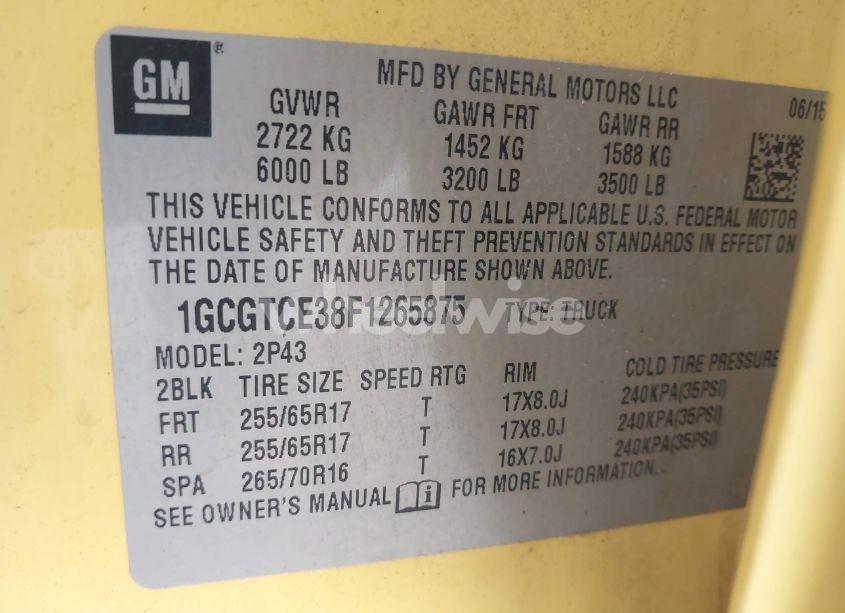 GM ®
MFD BY GENERAL MOTORS LLC
06/15
GVWR GAWR FRT GAWR RR
2722 KG 1452 KG 1588 KG
6000 LB 3200 LB 3500 LB
THIS VEHICLE CONFORMS TO ALL APPLICABLE U.S. FEDERAL MOTOR
VEHICLE SAFETY AND THEFT PREVENTION STANDARDS IN EFFECT ON
THE DATE OF MANUFACTURE SHOWN ABOVE.
1GCGTCE38F1265875 TYPE: TRUCK
wheelwise
MODEL: 2P43
2BLK TIRE SIZE SPEED RTG RIM COLD TIRE PRESSURE
FRT 255/65R17 T 17X8.0J 240KPA(35PSI)
RR 255/65R17 T 17X8.0J 240KPA(35PSI)
SPA 265/70R16 T 16X7.0J 240KPA(35PSI)
SEE OWNER'S MANUAL FOR MORE INFORMATION.